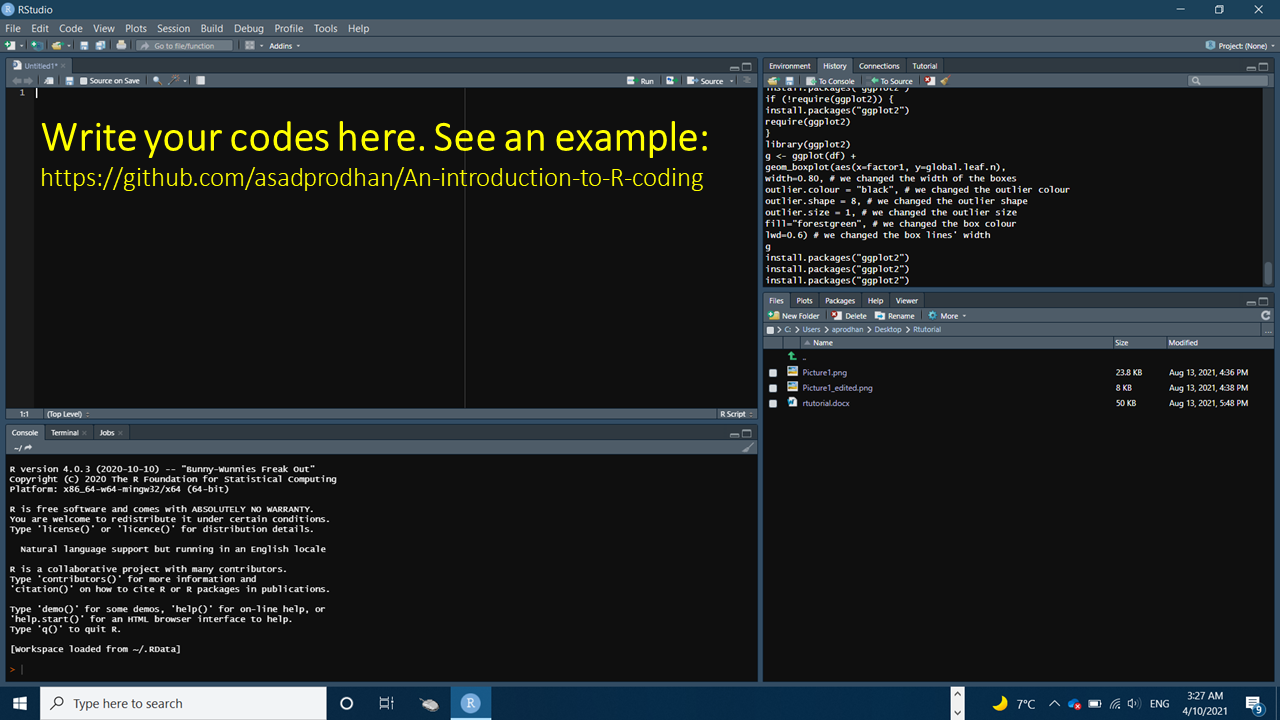 RStudio
File Edit Code View Plots Session Build Debug Profile Tools Help
Go to file/function Addins Project: (None)
Untitled1*
Source on Save Run Source
1
Write your codes here. See an example:
https://github.com/asadprodhan/An-introduction-to-R-coding
1:1 (Top Level) R Script
Console Terminal Jobs
~/
R version 4.0.3 (2020-10-10) -- "Bunny-Wunnies Freak Out"
Copyright (C) 2020 The R Foundation for Statistical Computing
Platform: x86_64-w64-mingw32/x64 (64-bit)
R is free software and comes with ABSOLUTELY NO WARRANTY.
You are welcome to redistribute it under certain conditions.
Type 'license()' or 'licence()' for distribution details.
Natural language support but running in an English locale
R is a collaborative project with many contributors.
Type 'contributors()' for more information and
'citation()' on how to cite R or R packages in publications.
Type 'demo()' for some demos, 'help()' for on-line help, or
'help.start()' for an HTML browser interface to help.
Type 'q()' to quit R.
[Workspace loaded from ~/.RData]
>
Environment History Connections Tutorial
To Console To Source
install.packages("ggplot2")
if (!require(ggplot2)) {
install.packages("ggplot2")
require(ggplot2)
}
library(ggplot2)
g <- ggplot(df) +
geom_boxplot(aes(x=factor1, y=global.leaf.n),
width=0.80, # we changed the width of the boxes
outlier.colour = "black", # we changed the outlier colour
outlier.shape = 8, # we changed the outlier shape
outlier.size = 1, # we changed the outlier size
fill="forestgreen", # we changed the box colour
lwd=0.6) # we changed the box lines' width
g
install.packages("ggplot2")
install.packages("ggplot2")
install.packages("ggplot2")
Files Plots Packages Help Viewer
New Folder Delete Rename More
C: Users aprodhan Desktop Rtutorial ...
Name Size Modified
..
Picture1.png 23.8 KB Aug 13, 2021, 4:36 PM
Picture1_edited.png 8 KB Aug 13, 2021, 4:38 PM
rtutorial.docx 50 KB Aug 13, 2021, 5:48 PM
Type here to search R 7°C ENG 3:27 AM
4/10/2021 9